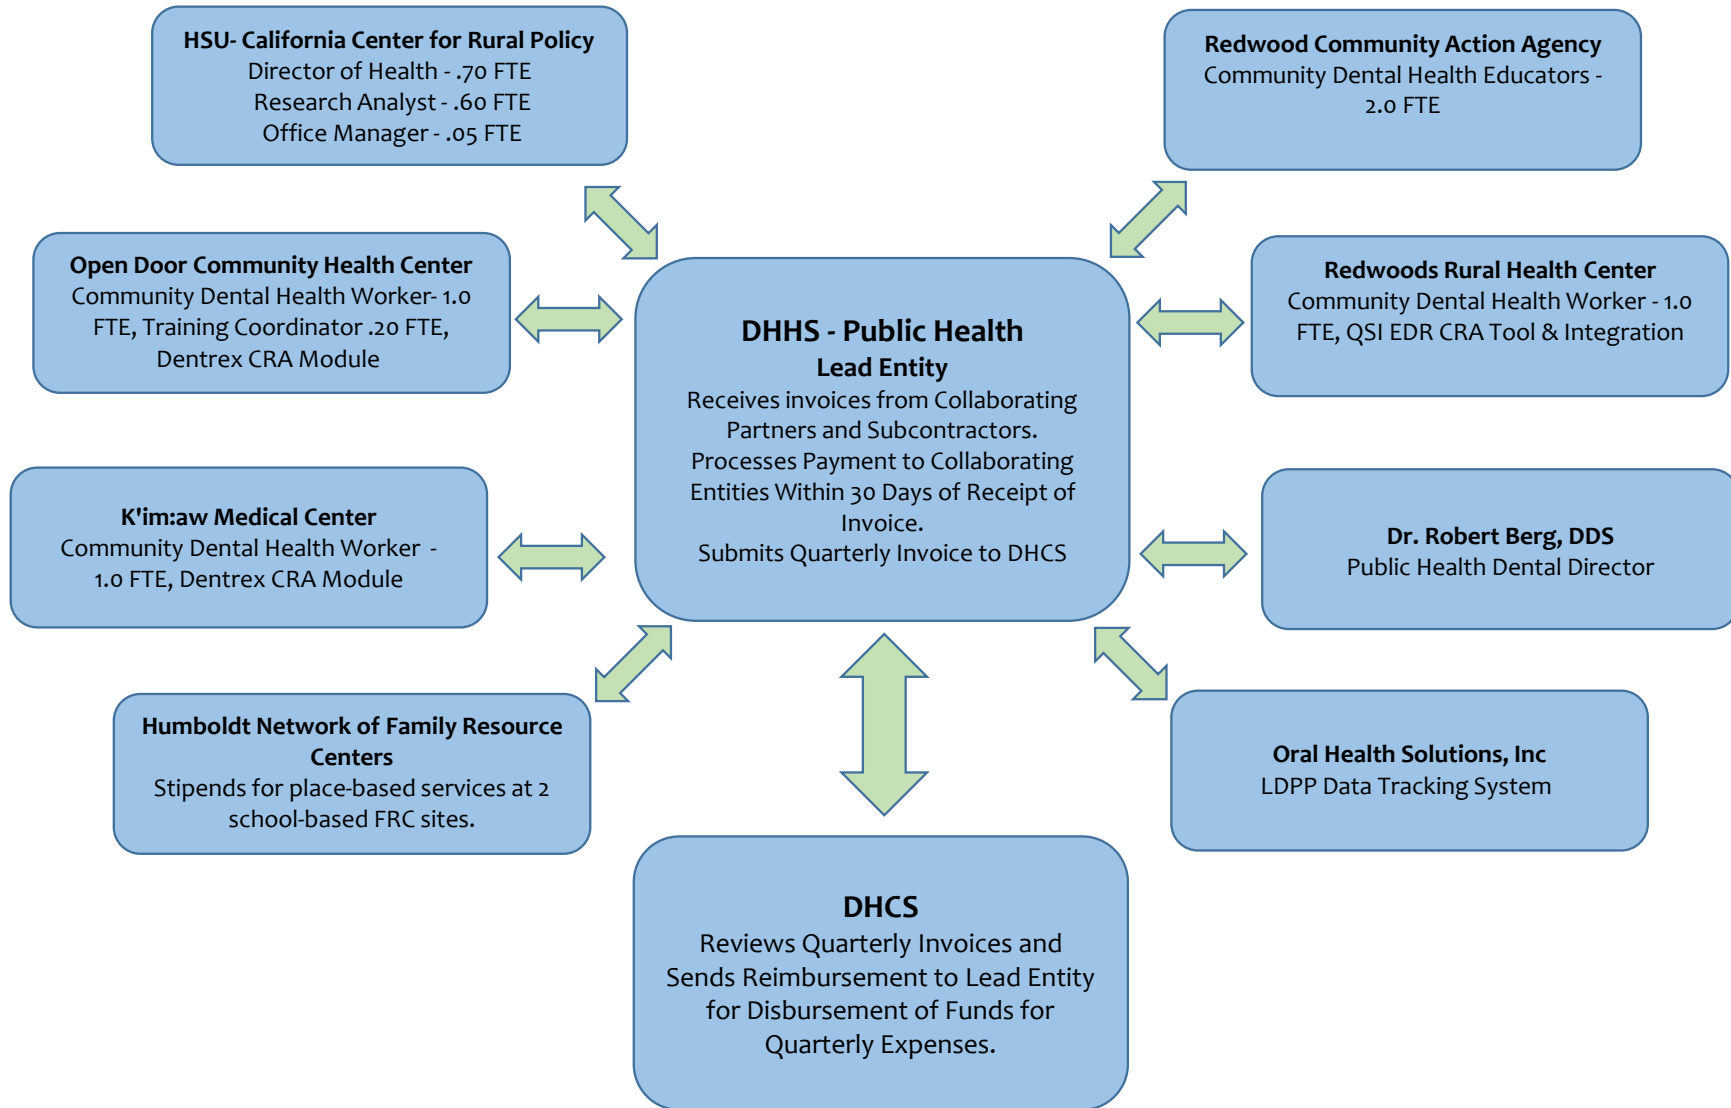 HSU- California Center for Rural Policy
Director of Health - .70 FTE
Research Analyst - .60 FTE
Office Manager - .05 FTE
Redwood Community Action Agency
Community Dental Health Educators -
2.0 FTE
Open Door Community Health Center
Community Dental Health Worker- 1.0
FTE, Training Coordinator .20 FTE,
Dentrex CRA Module
DHHS - Public Health
Lead Entity
Receives invoices from Collaborating
Partners and Subcontractors.
Processes Payment to Collaborating
Entities Within 30 Days of Receipt of
Invoice.
Submits Quarterly Invoice to DHCS
Redwoods Rural Health Center
Community Dental Health Worker - 1.0
FTE, QSI EDR CRA Tool & Integration
K'im:aw Medical Center
Community Dental Health Worker -
1.0 FTE, Dentrex CRA Module
Dr. Robert Berg, DDS
Public Health Dental Director
Humboldt Network of Family Resource
Centers
Stipends for place-based services at 2
school-based FRC sites.
Oral Health Solutions, Inc
LDPP Data Tracking System
DHCS
Reviews Quarterly Invoices and
Sends Reimbursement to Lead Entity
for Disbursement of Funds for
Quarterly Expenses.